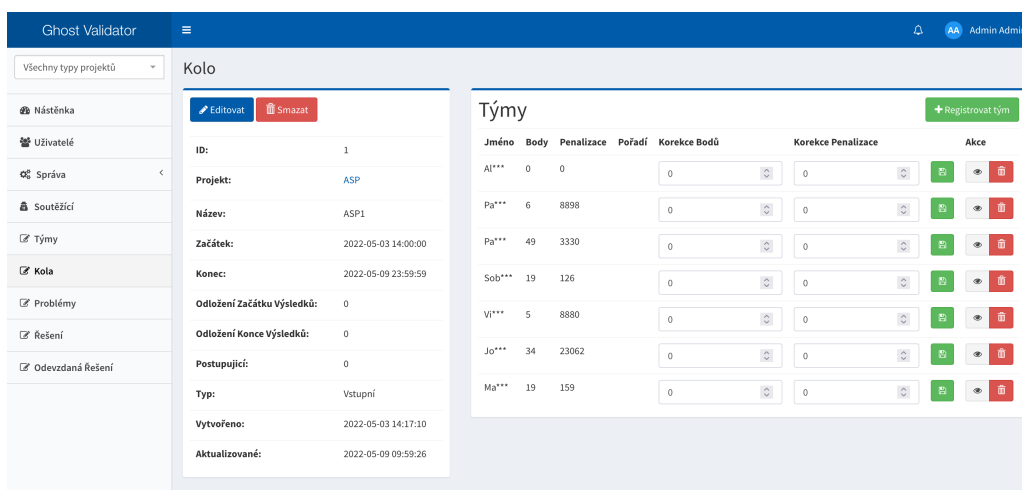 Ghost Validator
AA Admin Admi
Všechny typy projektů
Nástěnka
Uživatelé
Správa
Soutěžící
Týmy
Kola
Problémy
Řešení
Odevzdaná Řešení
Kolo
Editovat Smazat
ID: 1
Projekt: ASP
Název: ASP1
Začátek: 2022-05-03 14:00:00
Konec: 2022-05-09 23:59:59
Odložení Začátku Výsledků: 0
Odložení Konce Výsledků: 0
Postupující: 0
Typ: Vstupní
Vytvořeno: 2022-05-03 14:17:10
Aktualizované: 2022-05-09 09:59:26
Týmy
Registrovat tým
Jméno Body Penalizace Pořadí Korekce Bodů Korekce Penalizace Akce
Al*** 0 0 0 0
Pa*** 6 8898 0 0
Pa*** 49 3330 0 0
Sob*** 19 126 0 0
Vi*** 5 8880 0 0
Jo*** 34 23062 0 0
Ma*** 19 159 0 0